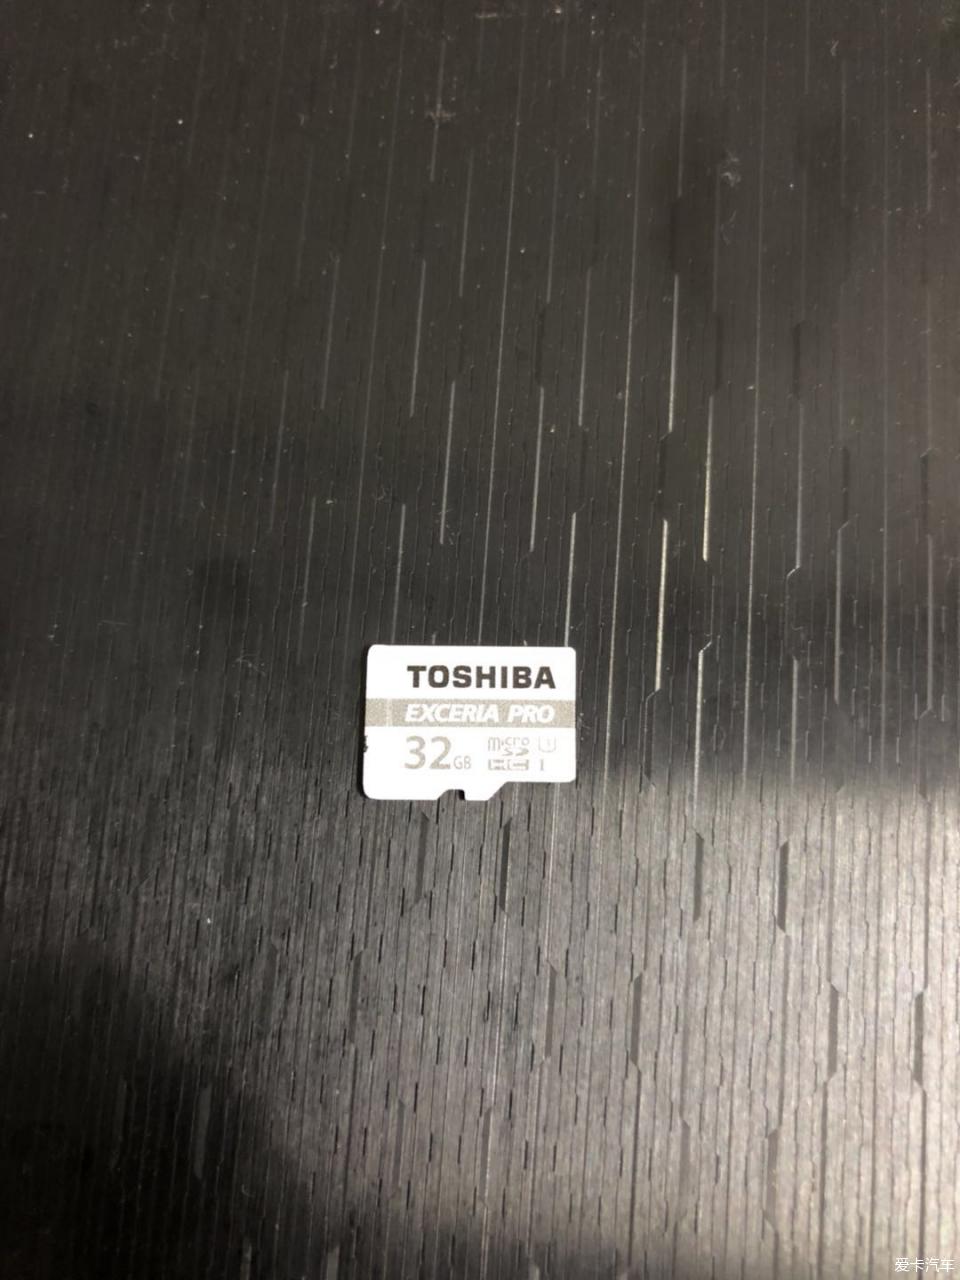 TOSHIBA
EXCERIA PRO
32GB micro SD HC I
爱卡汽车